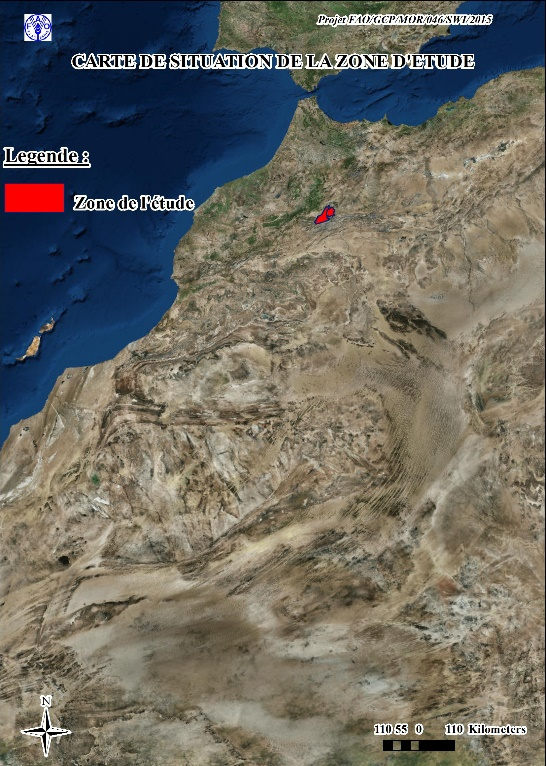 Projet FAO/GCP/MOR/046/SWI/2015
CARTE DE SITUATION DE LA ZONE D'ETUDE
Legende :
Zone de l'étude
N
110 55 0 110 Kilometers